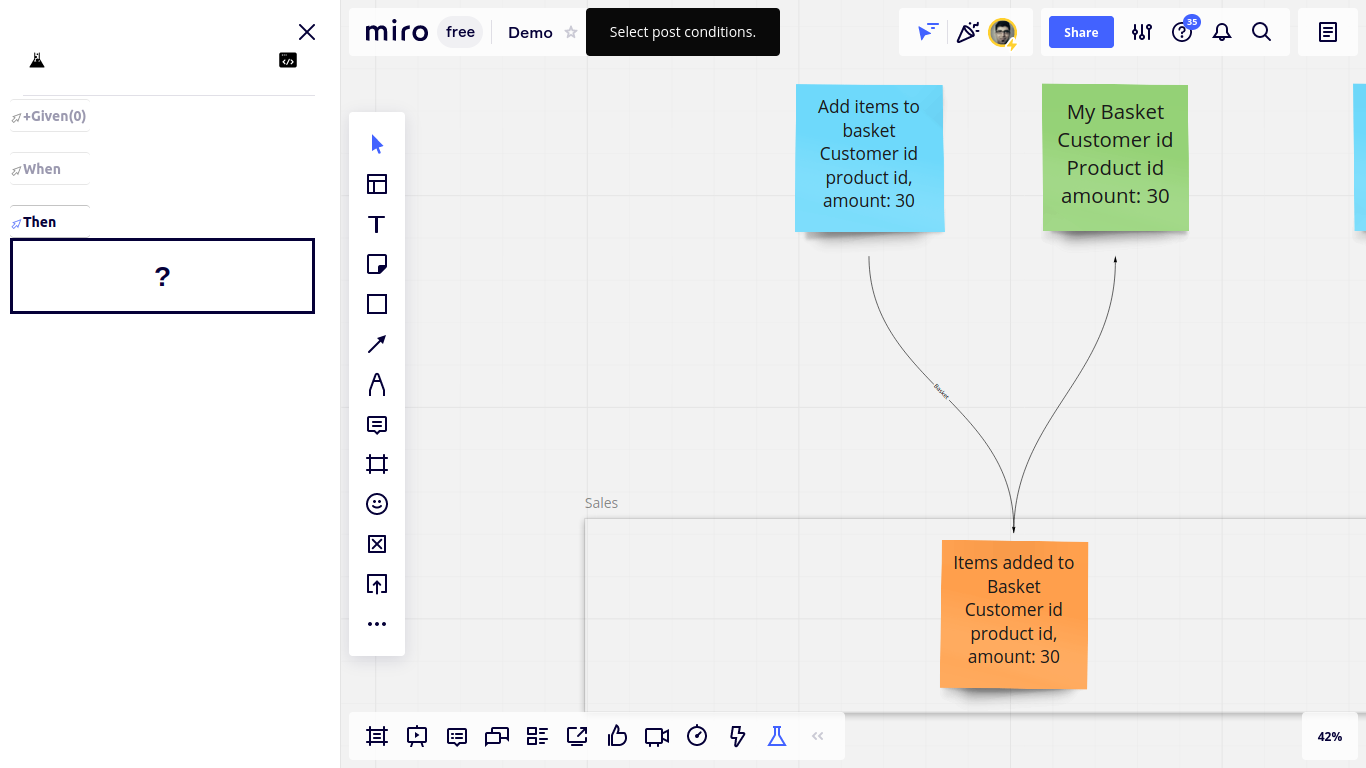 miro
free
Demo
Select post conditions.
Share
35
+Given(0)
When
Then
?
Add items to
basket
Customer id
product id,
amount: 30
My Basket
Customer id
Product id
amount: 30
Basket
Sales
Items added to
Basket
Customer id
product id,
amount: 30
42%